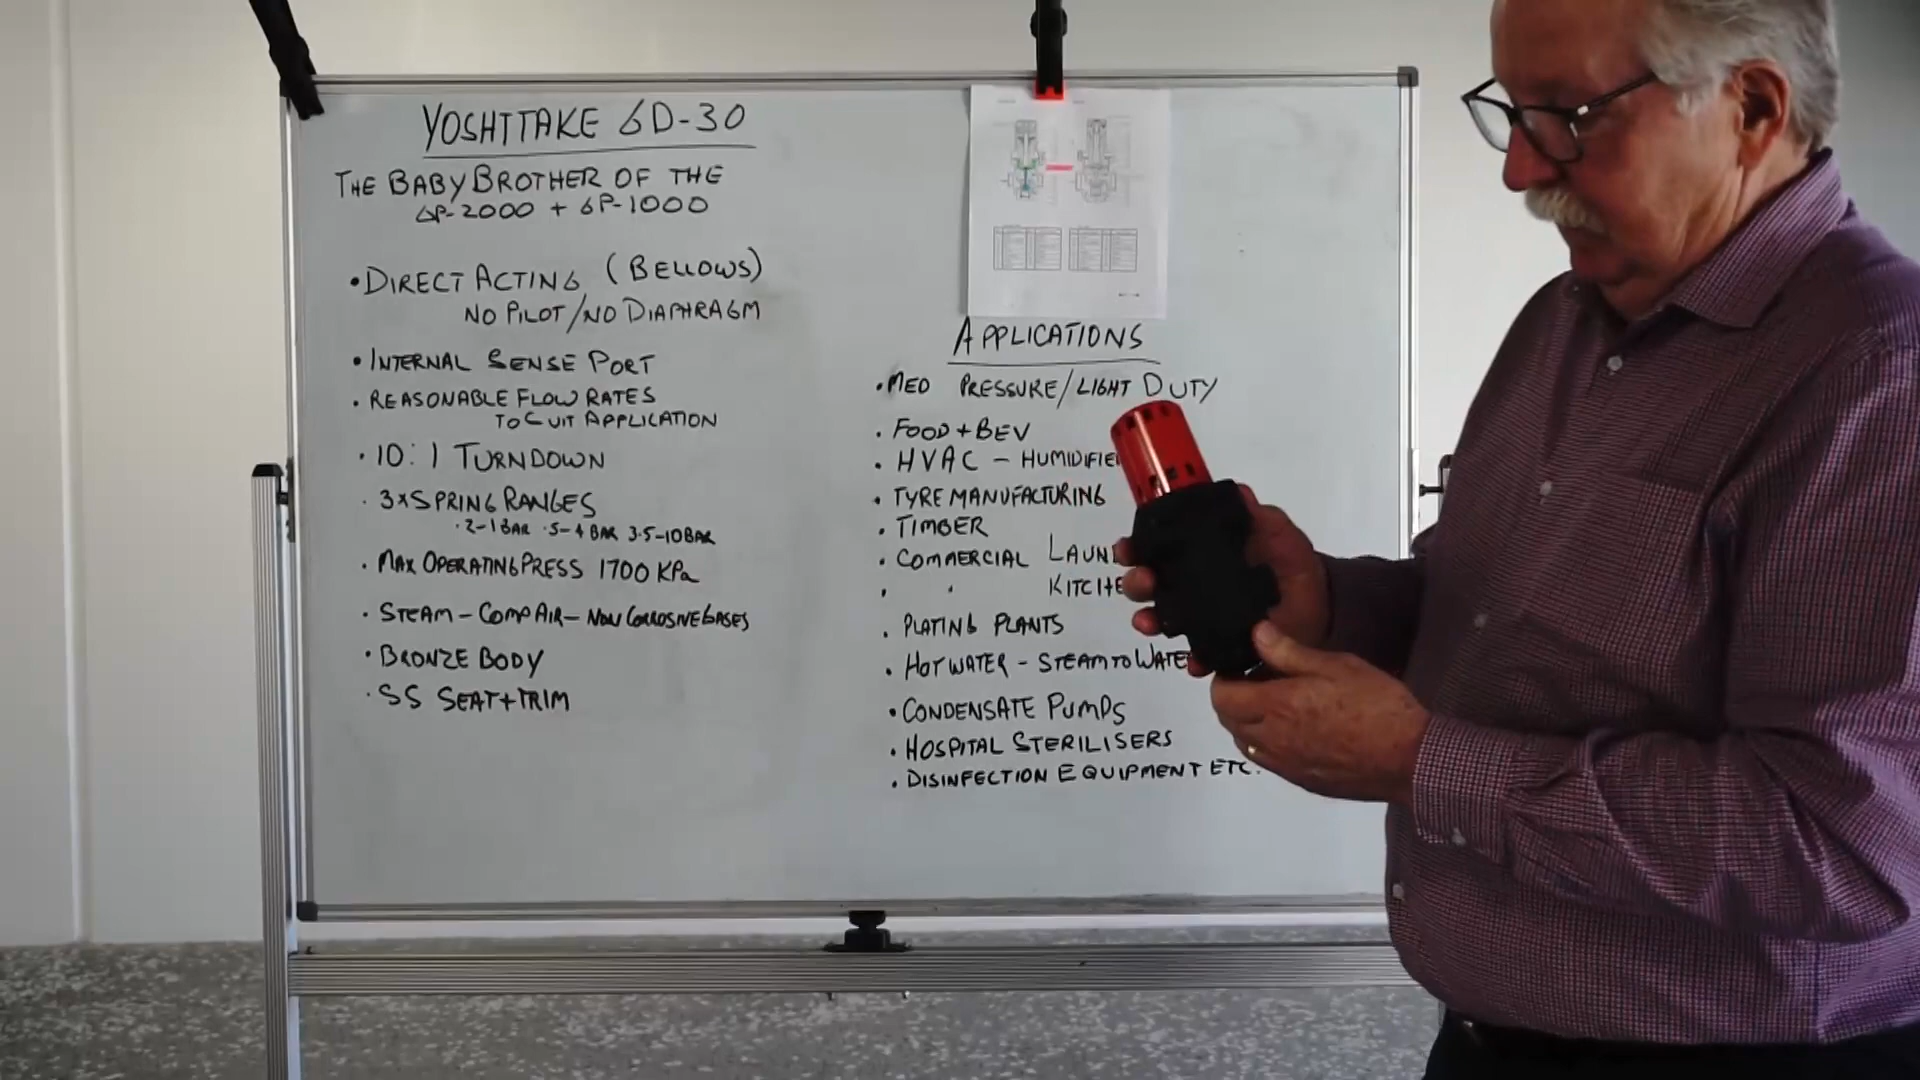 YOSHITAKE GD-30
THE BABY BROTHER OF THE
GP-2000 + GP-1000
• DIRECT ACTING (BELLOWS)
NO PILOT/NO DIAPHRAGM
• INTERNAL SENSE PORT
• REASONABLE FLOW RATES
TO SUIT APPLICATION
• 10:1 TURNDOWN
• 3 x SPRING RANGES
·2-1 BAR ·5-4 BAR 3.5-10 BAR
• MAX OPERATING PRESS 1700 KPa
• STEAM - COMP AIR - NON CORROSIVE GASES
• BRONZE BODY
• SS SEAT + TRIM
APPLICATIONS
• MED PRESSURE/LIGHT DUTY
• FOOD + BEV
• HVAC - HUMIDIFIE
• TYRE MANUFACTURING
• TIMBER
• COMMERCIAL LAUN
• " KITCHE
• PLATING PLANTS
• HOT WATER - STEAM TO WATE
• CONDENSATE PUMPS
• HOSPITAL STERILISERS
• DISINFECTION EQUIPMENT ETC.